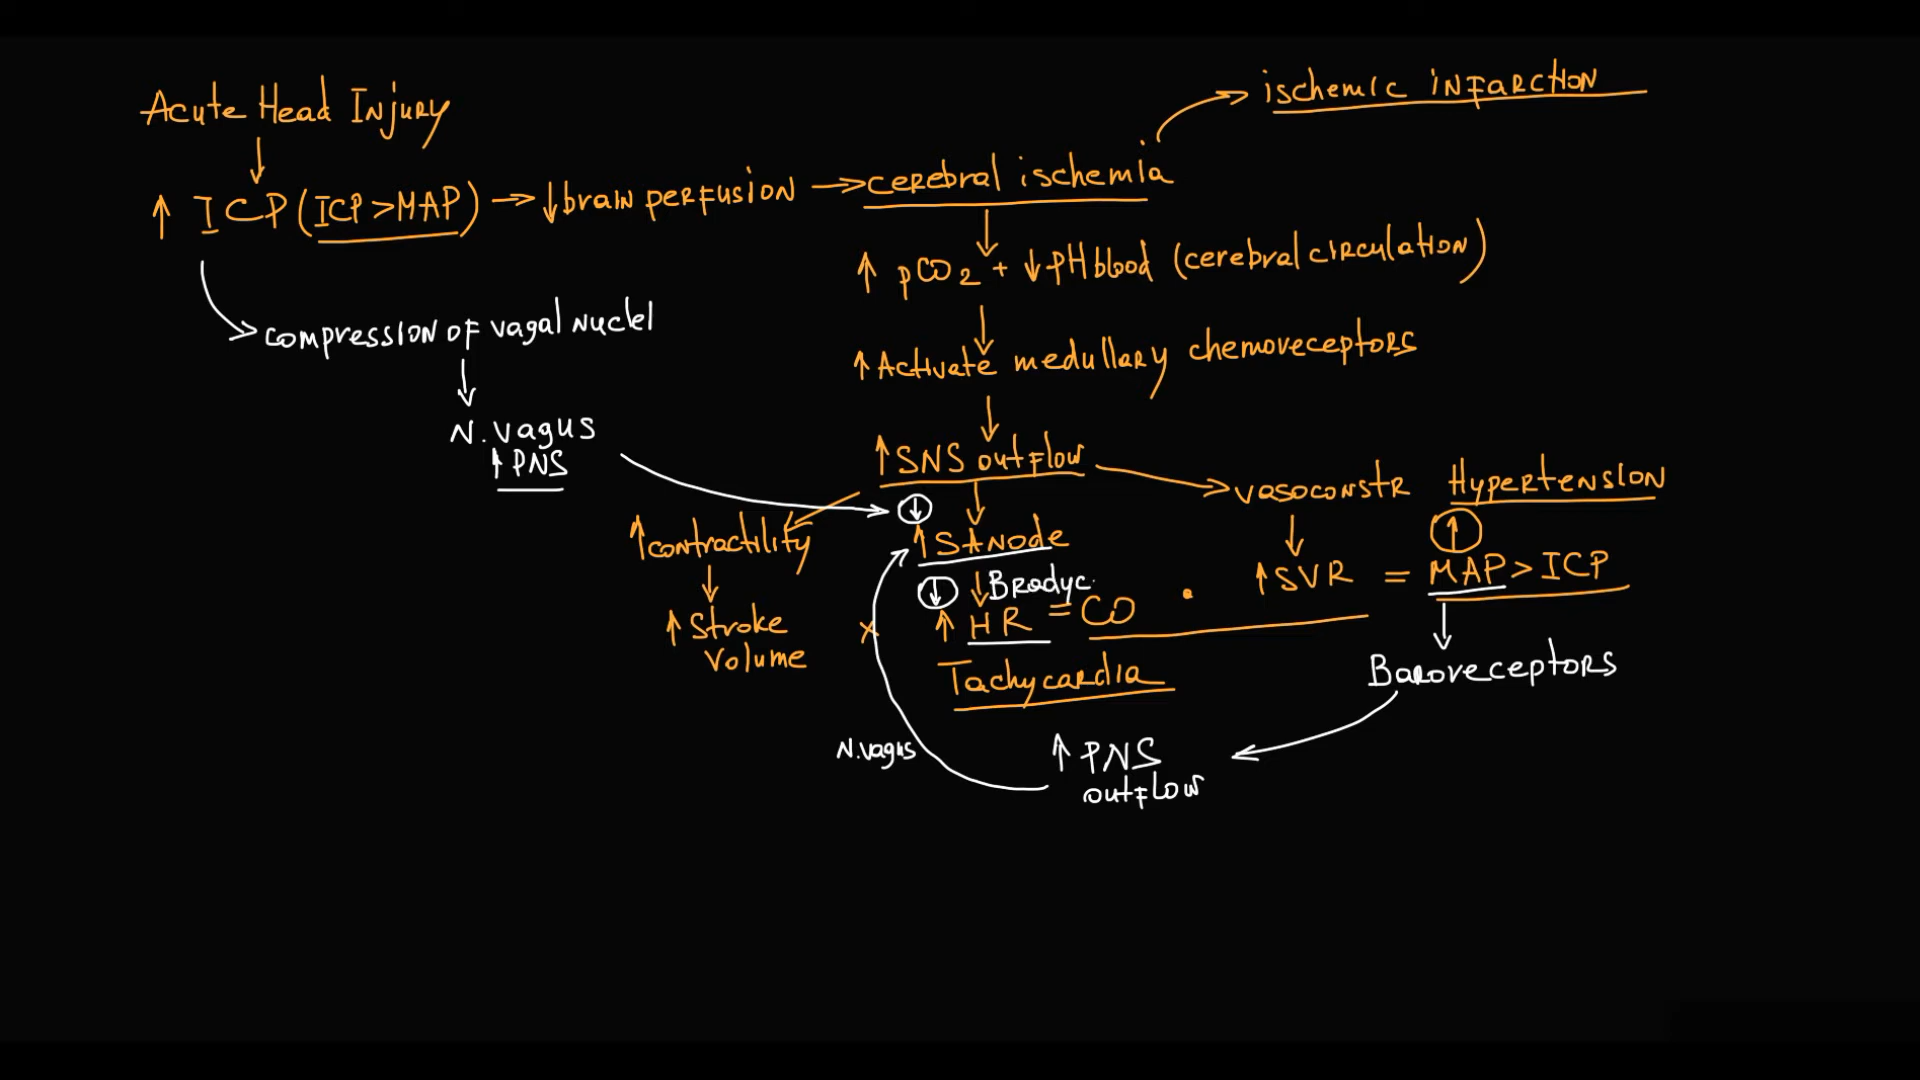 Acute Head Injury
ischemic infarction
↑ ICP (ICP > MAP) → ↓ brain perfusion → cerebral ischemia
↑ pCO2 + ↓ pH blood (cerebral circulation)
compression of vagal nuclei
↑ Activate medullary chemoreceptors
N. vagus
↑ PNS
↑ SNS outflow
vasoconstr
Hypertension
↓
↑
↑ contractility
↑ SA Node
↑ SVR = MAP > ICP
↓ ↓ Bradyc.
↑ Stroke Volume
x ↑ HR = CO .
Tachycardia
Baroreceptors
N. vagus
↑ PNS
outflow